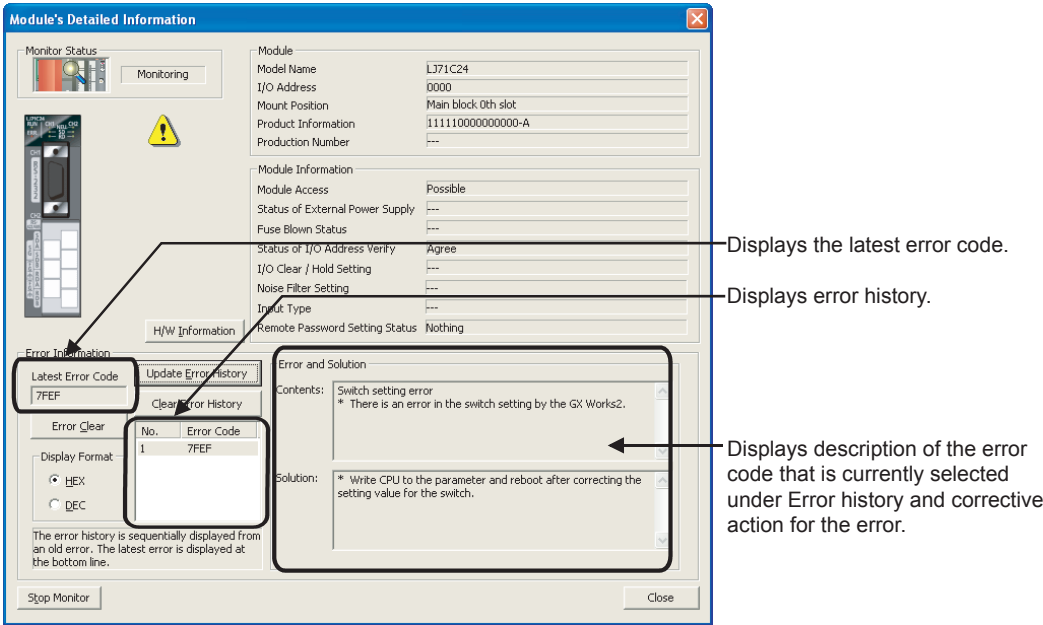 Module's Detailed Information
Monitor Status
Monitoring
Module
Model Name LJ71C24
I/O Address 0000
Mount Position Main block 0th slot
Product Information 111110000000000-A
Production Number ---
Module Information
Module Access Possible
Status of External Power Supply ---
Fuse Blown Status ---
Status of I/O Address Verify Agree
I/O Clear / Hold Setting ---
Noise Filter Setting ---
Input Type ---
Remote Password Setting Status Nothing
H/W Information
Displays the latest error code.
Displays error history.
Error Information
Latest Error Code
7FEF
Update Error History
Clear Error History
Error Clear
No. Error Code
1 7FEF
Display Format
HEX
DEC
The error history is sequentially displayed from
an old error. The latest error is displayed at
the bottom line.
Error and Solution
Contents: Switch setting error
* There is an error in the switch setting by the GX Works2.
Solution: * Write CPU to the parameter and reboot after correcting the
setting value for the switch.
Displays description of the error
code that is currently selected
under Error history and corrective
action for the error.
Stop Monitor
Close